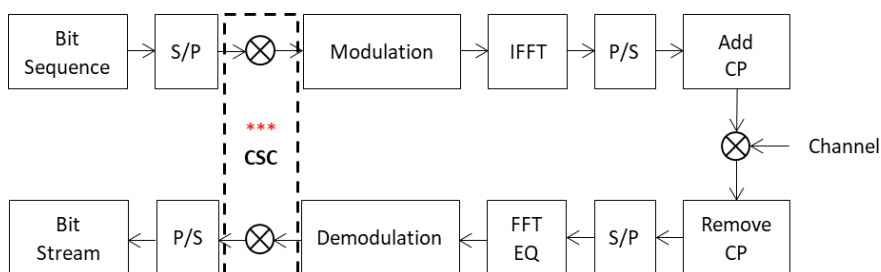 Bit
Sequence
S/P
Modulation
IFFT
P/S
Add
CP
***
CSC
Channel
Bit
Stream
P/S
Demodulation
FFT
EQ
S/P
Remove
CP